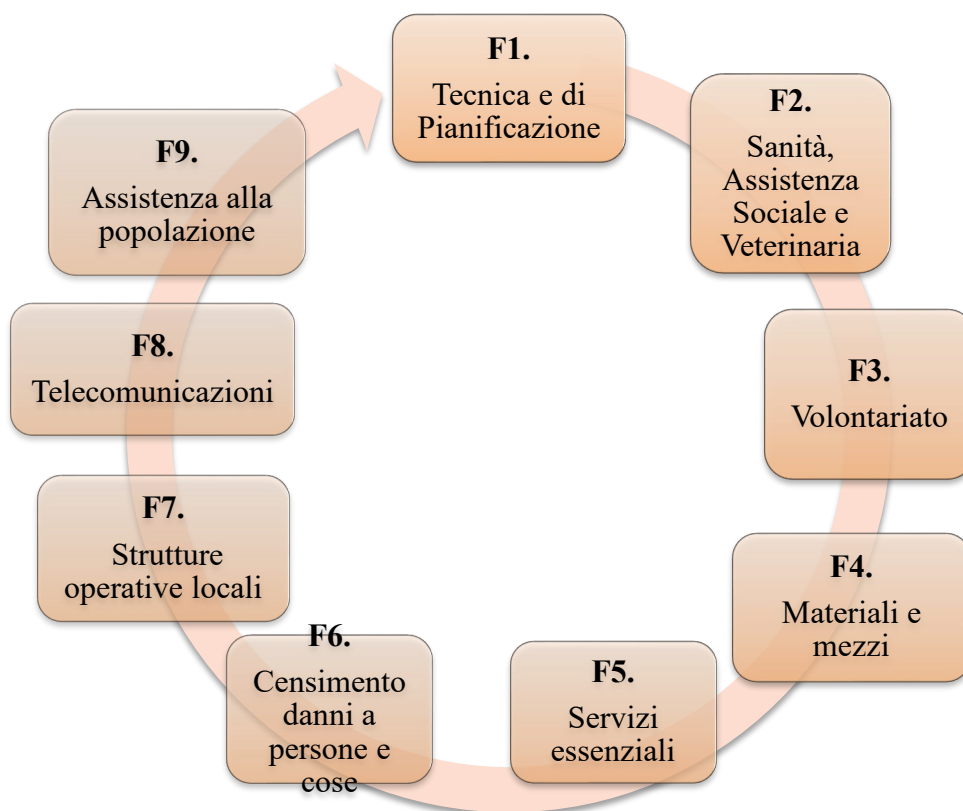 F1.
Tecnica e di
Pianificazione
F2.
Sanità,
Assistenza
Sociale e
Veterinaria
F3.
Volontariato
F4.
Materiali e
mezzi
F5.
Servizi
essenziali
F6.
Censimento
danni a
persone e
cose
F7.
Strutture
operative locali
F8.
Telecomunicazioni
F9.
Assistenza alla
popolazione